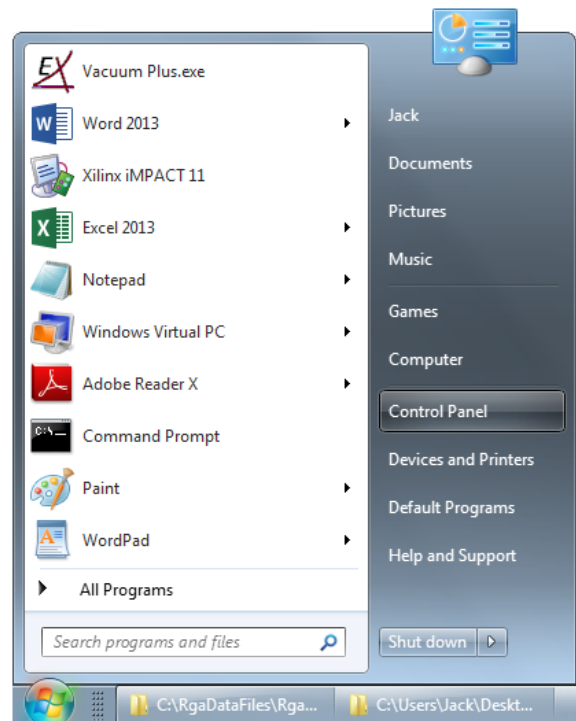 EX
Vacuum Plus.exe
W
Word 2013
Xilinx iMPACT 11
X
Excel 2013
Notepad
Windows Virtual PC
Adobe Reader X
C:\_
Command Prompt
Paint
A
WordPad
All Programs
Search programs and files
Jack
Documents
Pictures
Music
Games
Computer
Control Panel
Devices and Printers
Default Programs
Help and Support
Shut down
C:\RgaDataFiles\Rga...
C:\Users\Jack\Deskt...